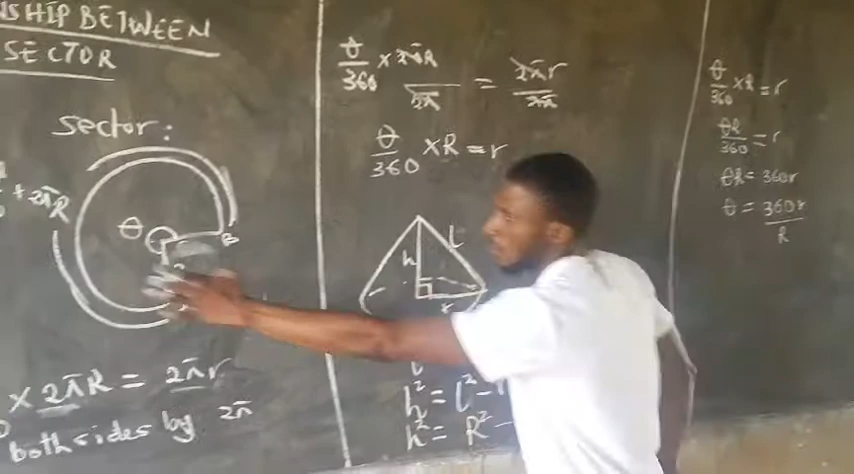 NSHIP BETWEEN
SECTOR
Sector:
+ 2πR
θ
B
x 2πR = 2πr
both sides by 2π
θ/360 x 2πR / 2π = 2πr / 2π
θ/360 x R = r
h
L
r
h² = l² -
h = R² -
θ/360 x R = r
θR/360 = r
θR = 360r
θ = 360r/R